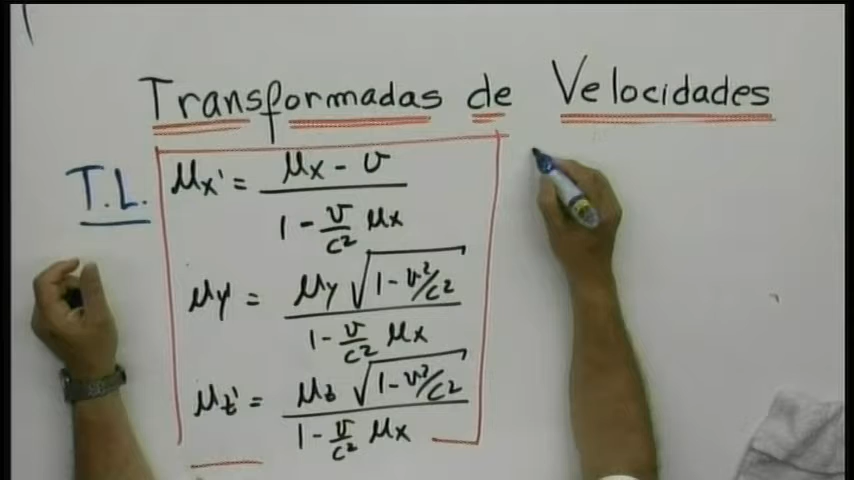 Transformadas de Velocidades
T.L.
μx' = (μx - v) / (1 - v/c² μx)
μy' = (μy √(1 - v²/c²)) / (1 - v/c² μx)
μz' = (μz √(1 - v²/c²)) / (1 - v/c² μx)